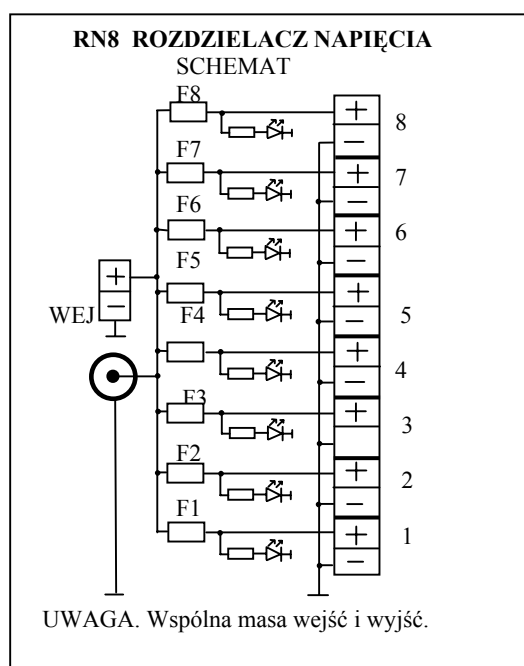 RN8 ROZDZIELACZ NAPIĘCIA
SCHEMAT
F8
+
8
−
F7
+
7
−
F6
+
6
−
F5
+
WEJ
−
+
5
−
F4
+
4
−
F3
+
3
F2
+
2
−
F1
+
1
−
UWAGA. Wspólna masa wejść i wyjść.